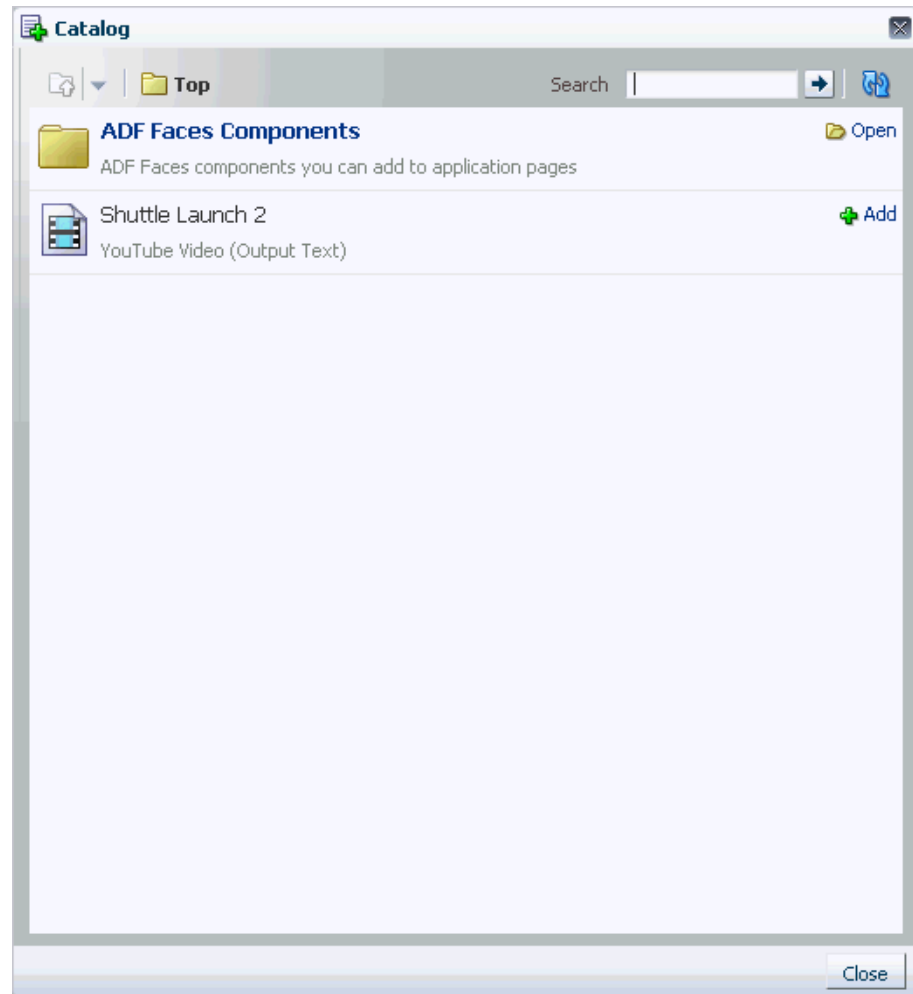 Catalog
Top Search
ADF Faces Components Open
ADF Faces components you can add to application pages
Shuttle Launch 2 Add
YouTube Video (Output Text)
Close